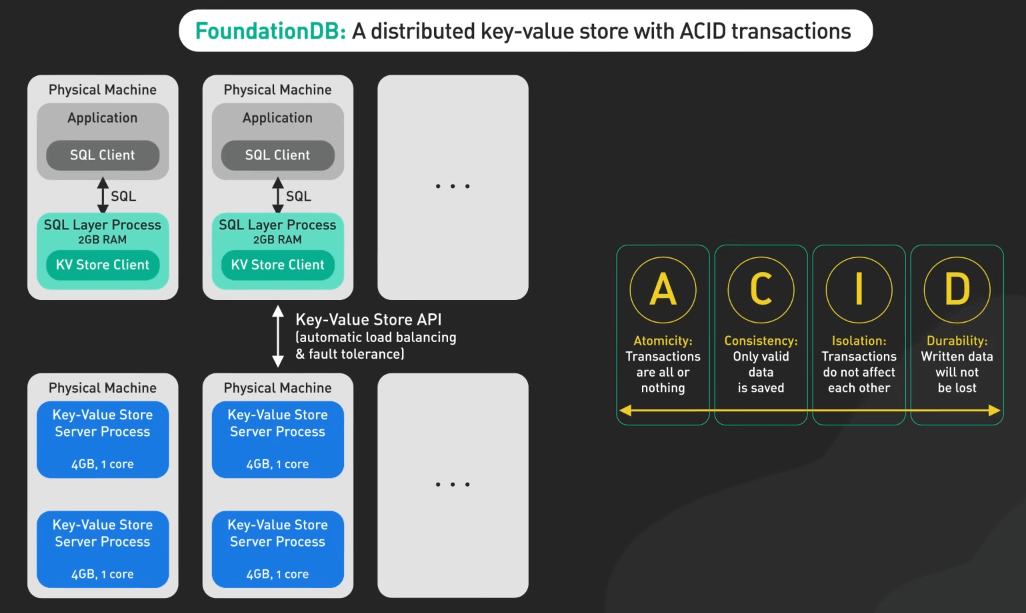 FoundationDB: A distributed key-value store with ACID transactions
Physical Machine
Application
SQL Client
SQL
SQL Layer Process
2GB RAM
KV Store Client
Physical Machine
Application
SQL Client
SQL
SQL Layer Process
2GB RAM
KV Store Client
...
Key-Value Store API
(automatic load balancing
& fault tolerance)
Physical Machine
Key-Value Store
Server Process
4GB, 1 core
Key-Value Store
Server Process
4GB, 1 core
Physical Machine
Key-Value Store
Server Process
4GB, 1 core
Key-Value Store
Server Process
4GB, 1 core
...
A
Atomicity:
Transactions
are all or
nothing
C
Consistency:
Only valid
data
is saved
I
Isolation:
Transactions
do not affect
each other
D
Durability:
Written data
will not
be lost